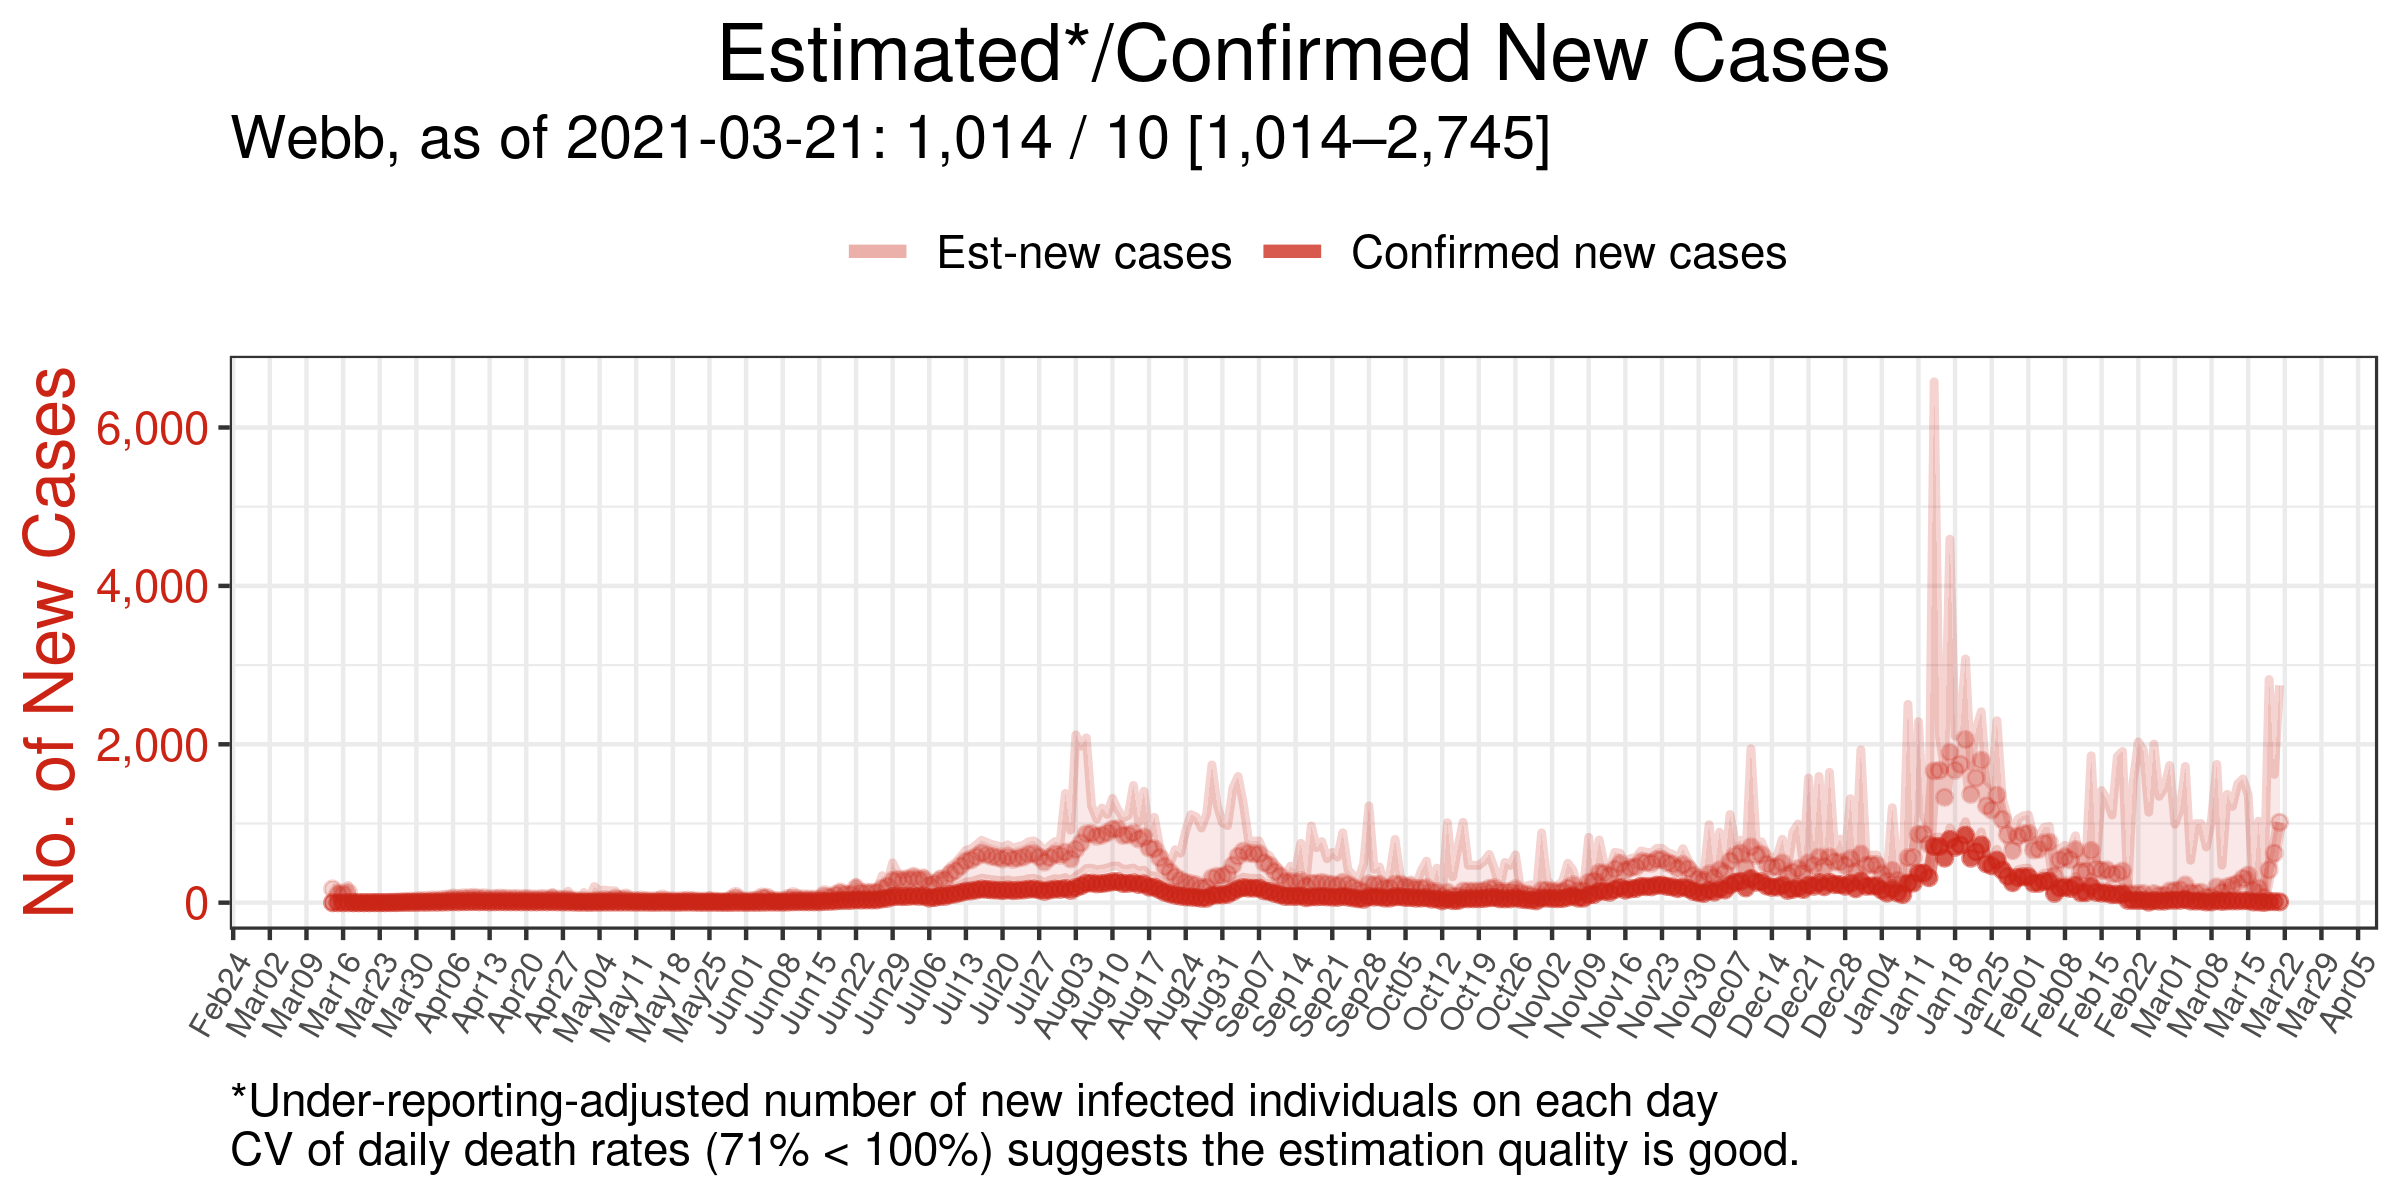 Estimated*/Confirmed New Cases
Webb, as of 2021-03-21: 1,014 / 10 [1,014–2,745]
Est-new cases Confirmed new cases
No. of New Cases
6,000
4,000
2,000
0
Feb24 Mar02 Mar09 Mar16 Mar23 Mar30 Apr06 Apr13 Apr20 Apr27 May04 May11 May18 May25 Jun01 Jun08 Jun15 Jun22 Jun29 Jul06 Jul13 Jul20 Jul27 Aug03 Aug10 Aug17 Aug24 Aug31 Sep07 Sep14 Sep21 Sep28 Oct05 Oct12 Oct19 Oct26 Nov02 Nov09 Nov16 Nov23 Nov30 Dec07 Dec14 Dec21 Dec28 Jan04 Jan11 Jan18 Jan25 Feb01 Feb08 Feb15 Feb22 Mar01 Mar08 Mar15 Mar22 Mar29 Apr05
*Under-reporting-adjusted number of new infected individuals on each day
CV of daily death rates (71% < 100%) suggests the estimation quality is good.